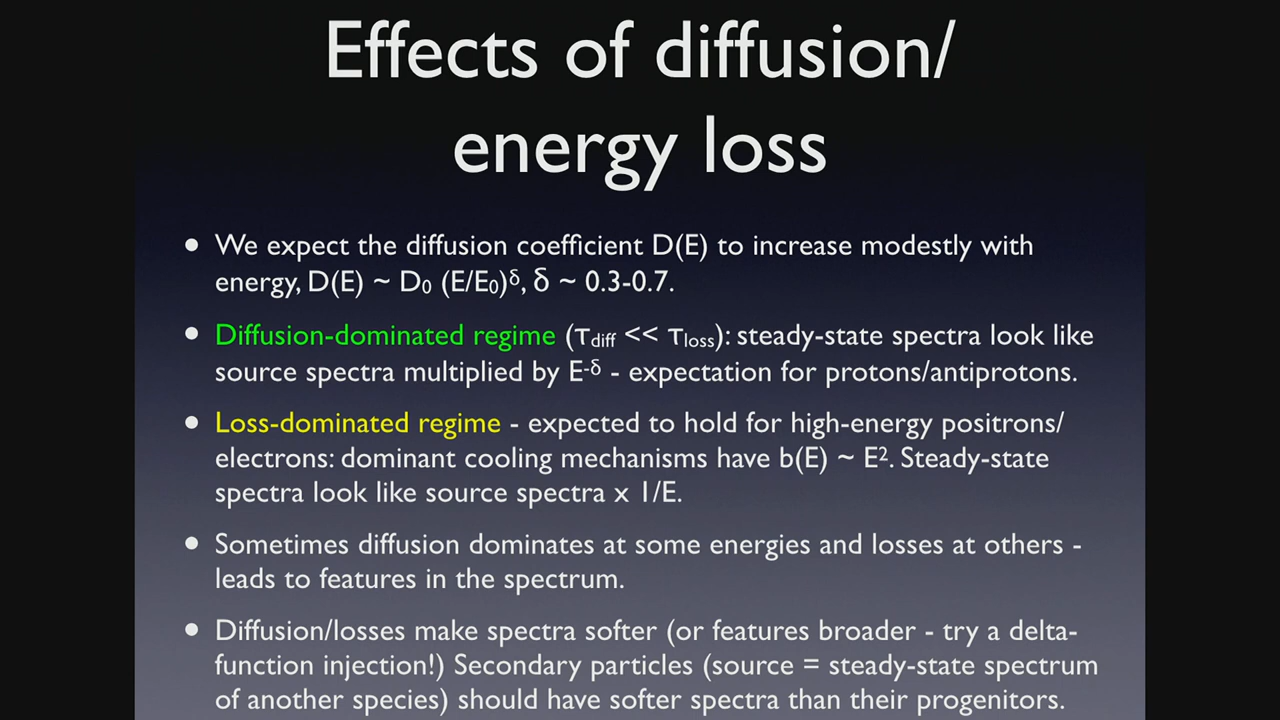 Effects of diffusion/
energy loss
• We expect the diffusion coefficient D(E) to increase modestly with
energy, D(E) ~ D₀ (E/E₀)^δ, δ ~ 0.3-0.7.
• Diffusion-dominated regime (τ_diff << τ_loss): steady-state spectra look like
source spectra multiplied by E^-δ - expectation for protons/antiprotons.
• Loss-dominated regime - expected to hold for high-energy positrons/
electrons: dominant cooling mechanisms have b(E) ~ E². Steady-state
spectra look like source spectra x 1/E.
• Sometimes diffusion dominates at some energies and losses at others -
leads to features in the spectrum.
• Diffusion/losses make spectra softer (or features broader - try a delta-
function injection!) Secondary particles (source = steady-state spectrum
of another species) should have softer spectra than their progenitors.